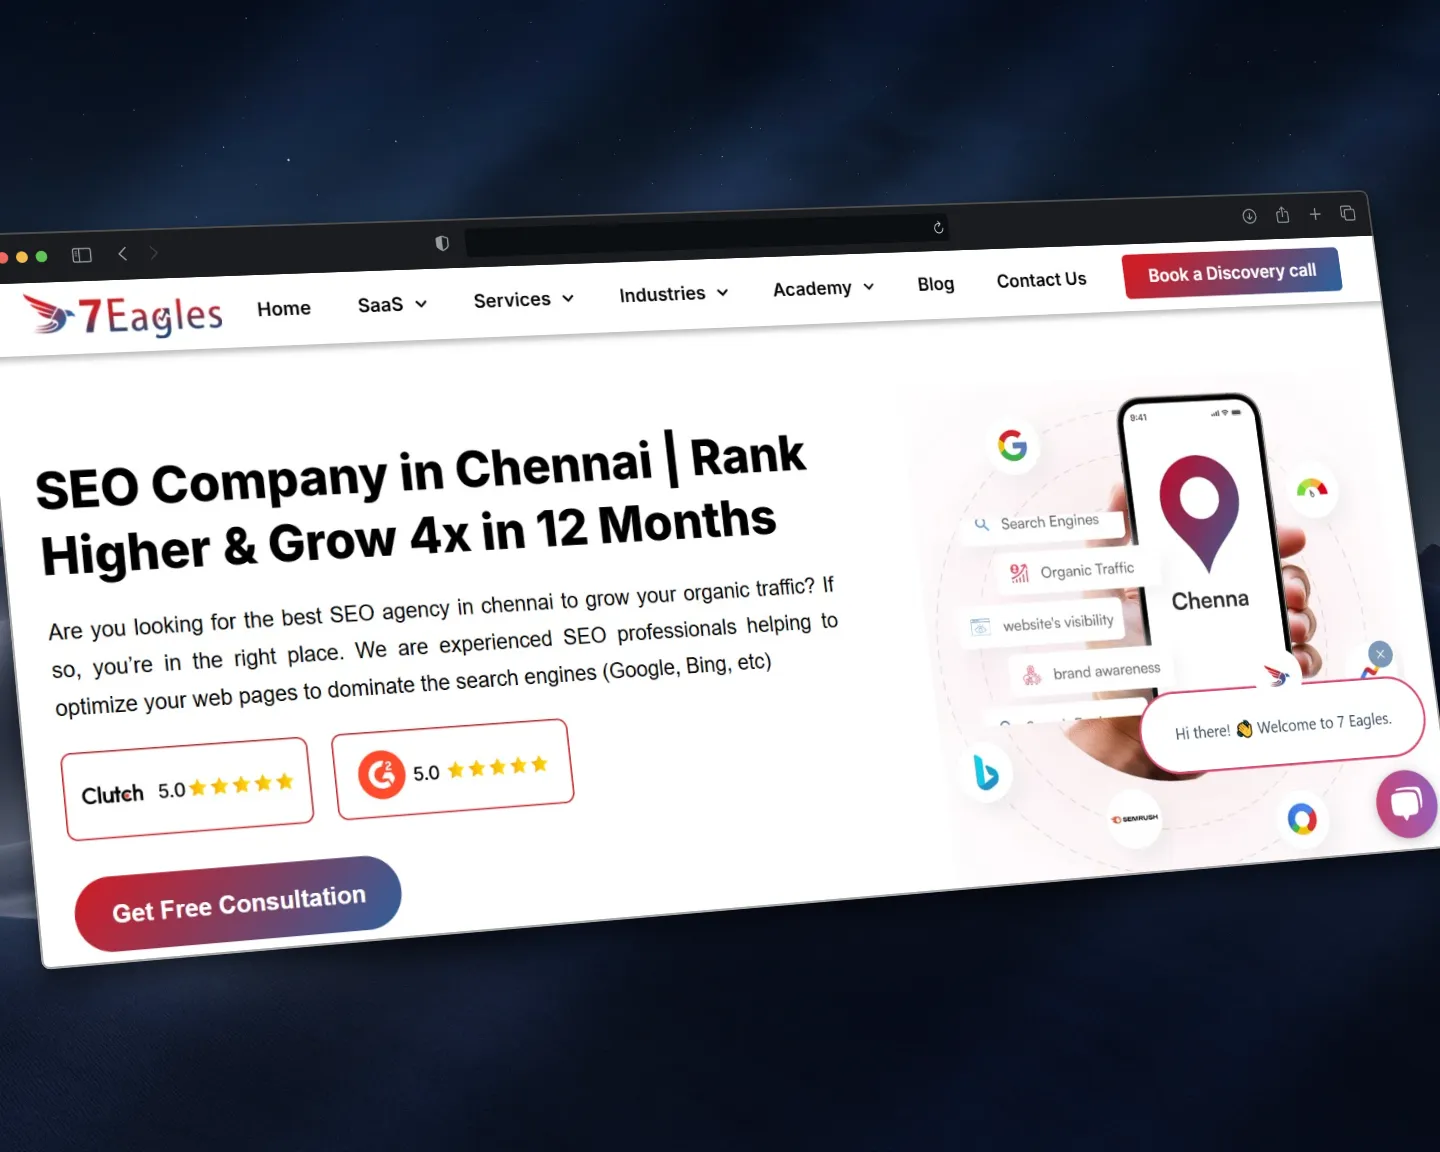 7Eagles
Home
SaaS
Services
Industries
Academy
Blog
Contact Us
Book a Discovery call
SEO Company in Chennai | Rank
Higher & Grow 4x in 12 Months
Are you looking for the best SEO agency in chennai to grow your organic traffic? If
so, you're in the right place. We are experienced SEO professionals helping to
optimize your web pages to dominate the search engines (Google, Bing, etc)
Clutch 5.0
G2 5.0
Get Free Consultation
9:41
Search Engines
Organic Traffic
website's visibility
brand awareness
Chenna
Hi there! 👏 Welcome to 7 Eagles.
SEMRUSH